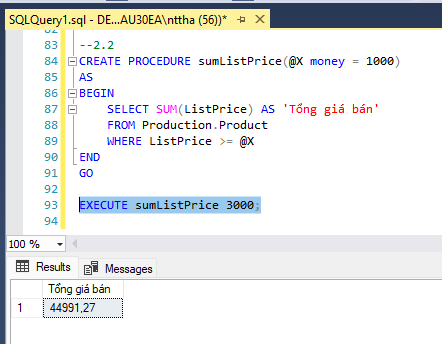 SQLQuery1.sql - DE...AU30EA\nttha (56))*
82
83 --2.2
84 CREATE PROCEDURE sumListPrice(@X money = 1000)
85 AS
86 BEGIN
87 SELECT SUM(ListPrice) AS 'Tổng giá bán'
88 FROM Production.Product
89 WHERE ListPrice >= @X
90 END
91 GO
92
93 EXECUTE sumListPrice 3000;
94
100 %
Results Messages
Tổng giá bán
1 44991,27